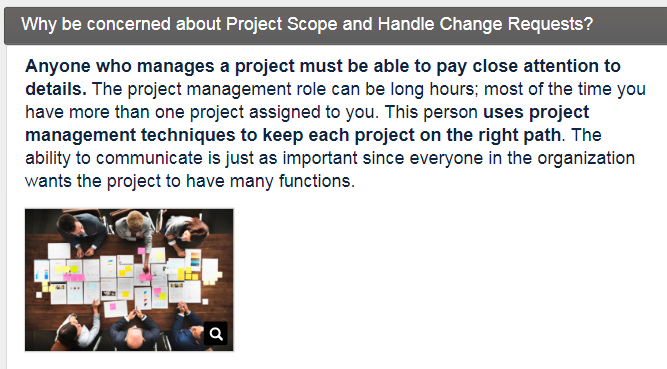 Why be concerned about Project Scope and Handle Change Requests?
Anyone who manages a project must be able to pay close attention to
details. The project management role can be long hours; most of the time you
have more than one project assigned to you. This person uses project
management techniques to keep each project on the right path. The
ability to communicate is just as important since everyone in the organization
wants the project to have many functions.